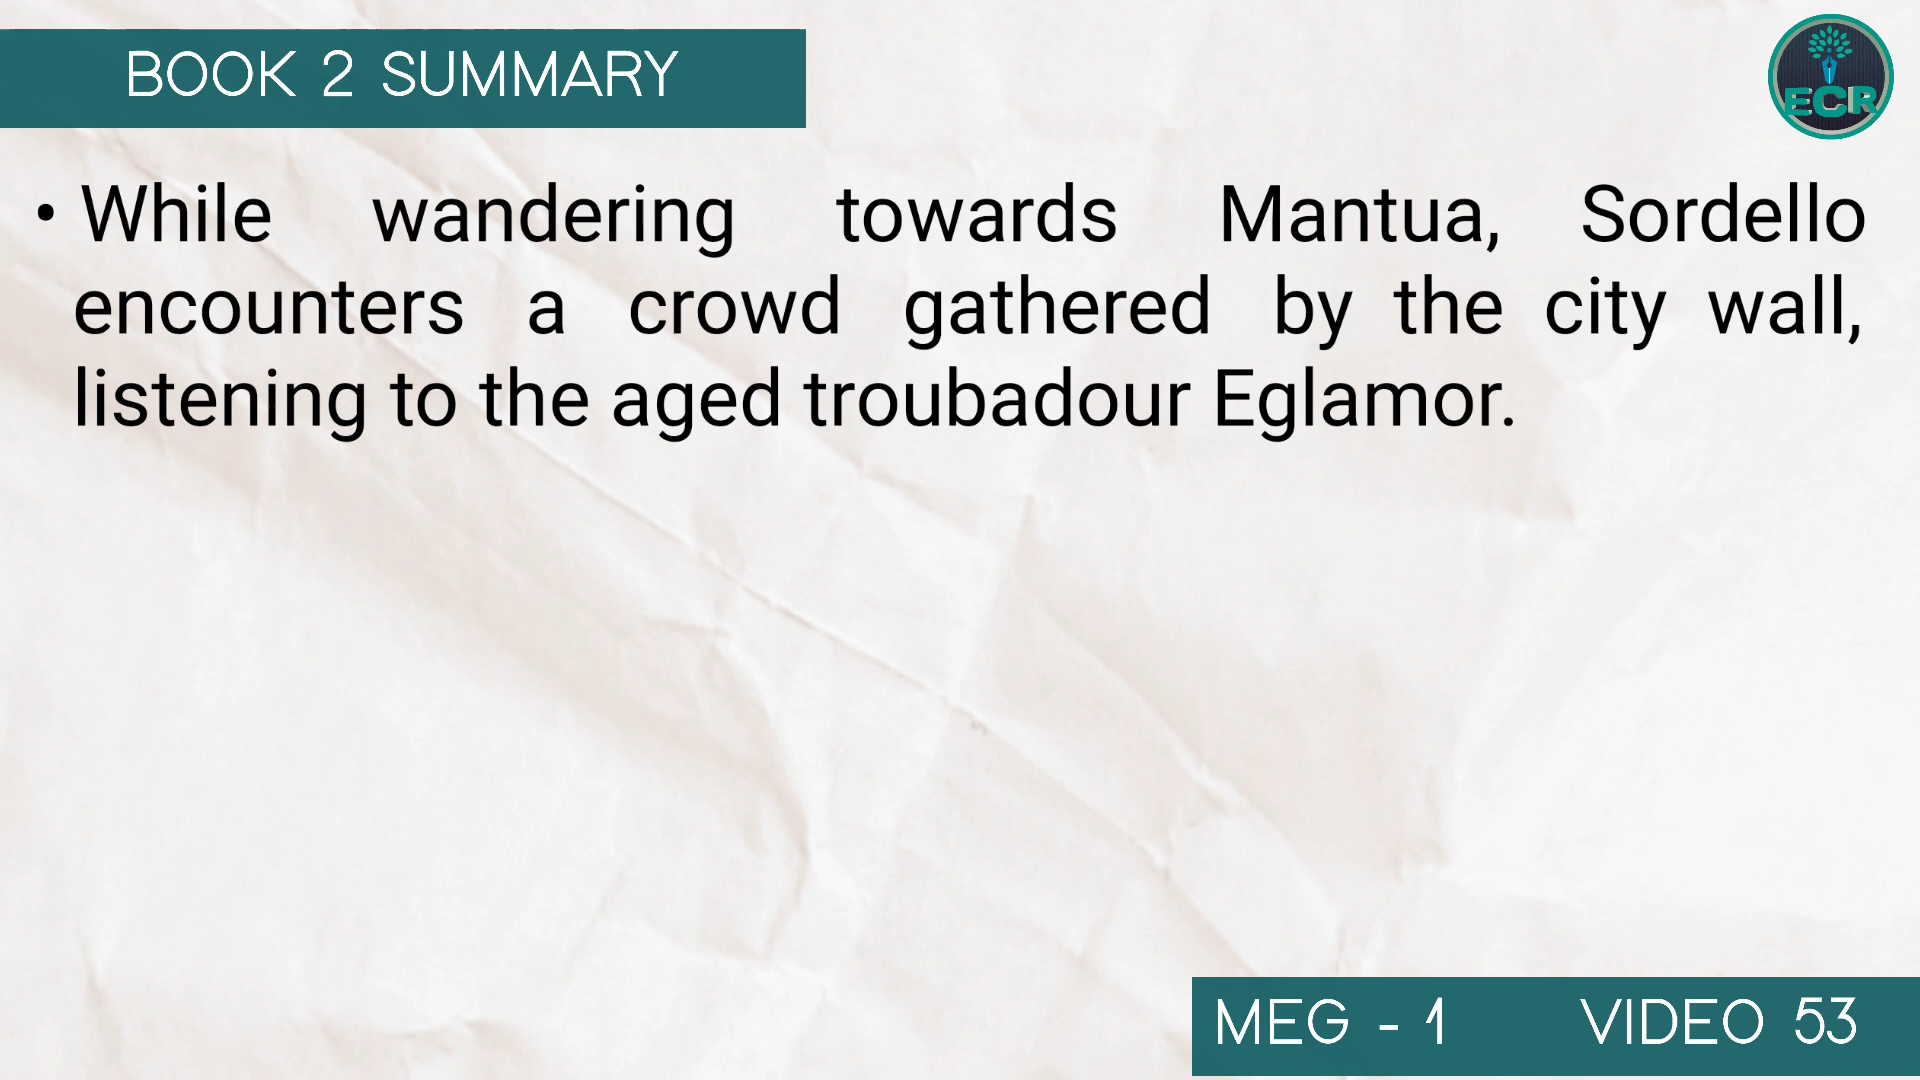 BOOK 2 SUMMARY
ECR
• While wandering towards Mantua, Sordello
encounters a crowd gathered by the city wall,
listening to the aged troubadour Eglamor.
MEG - 1 VIDEO 53